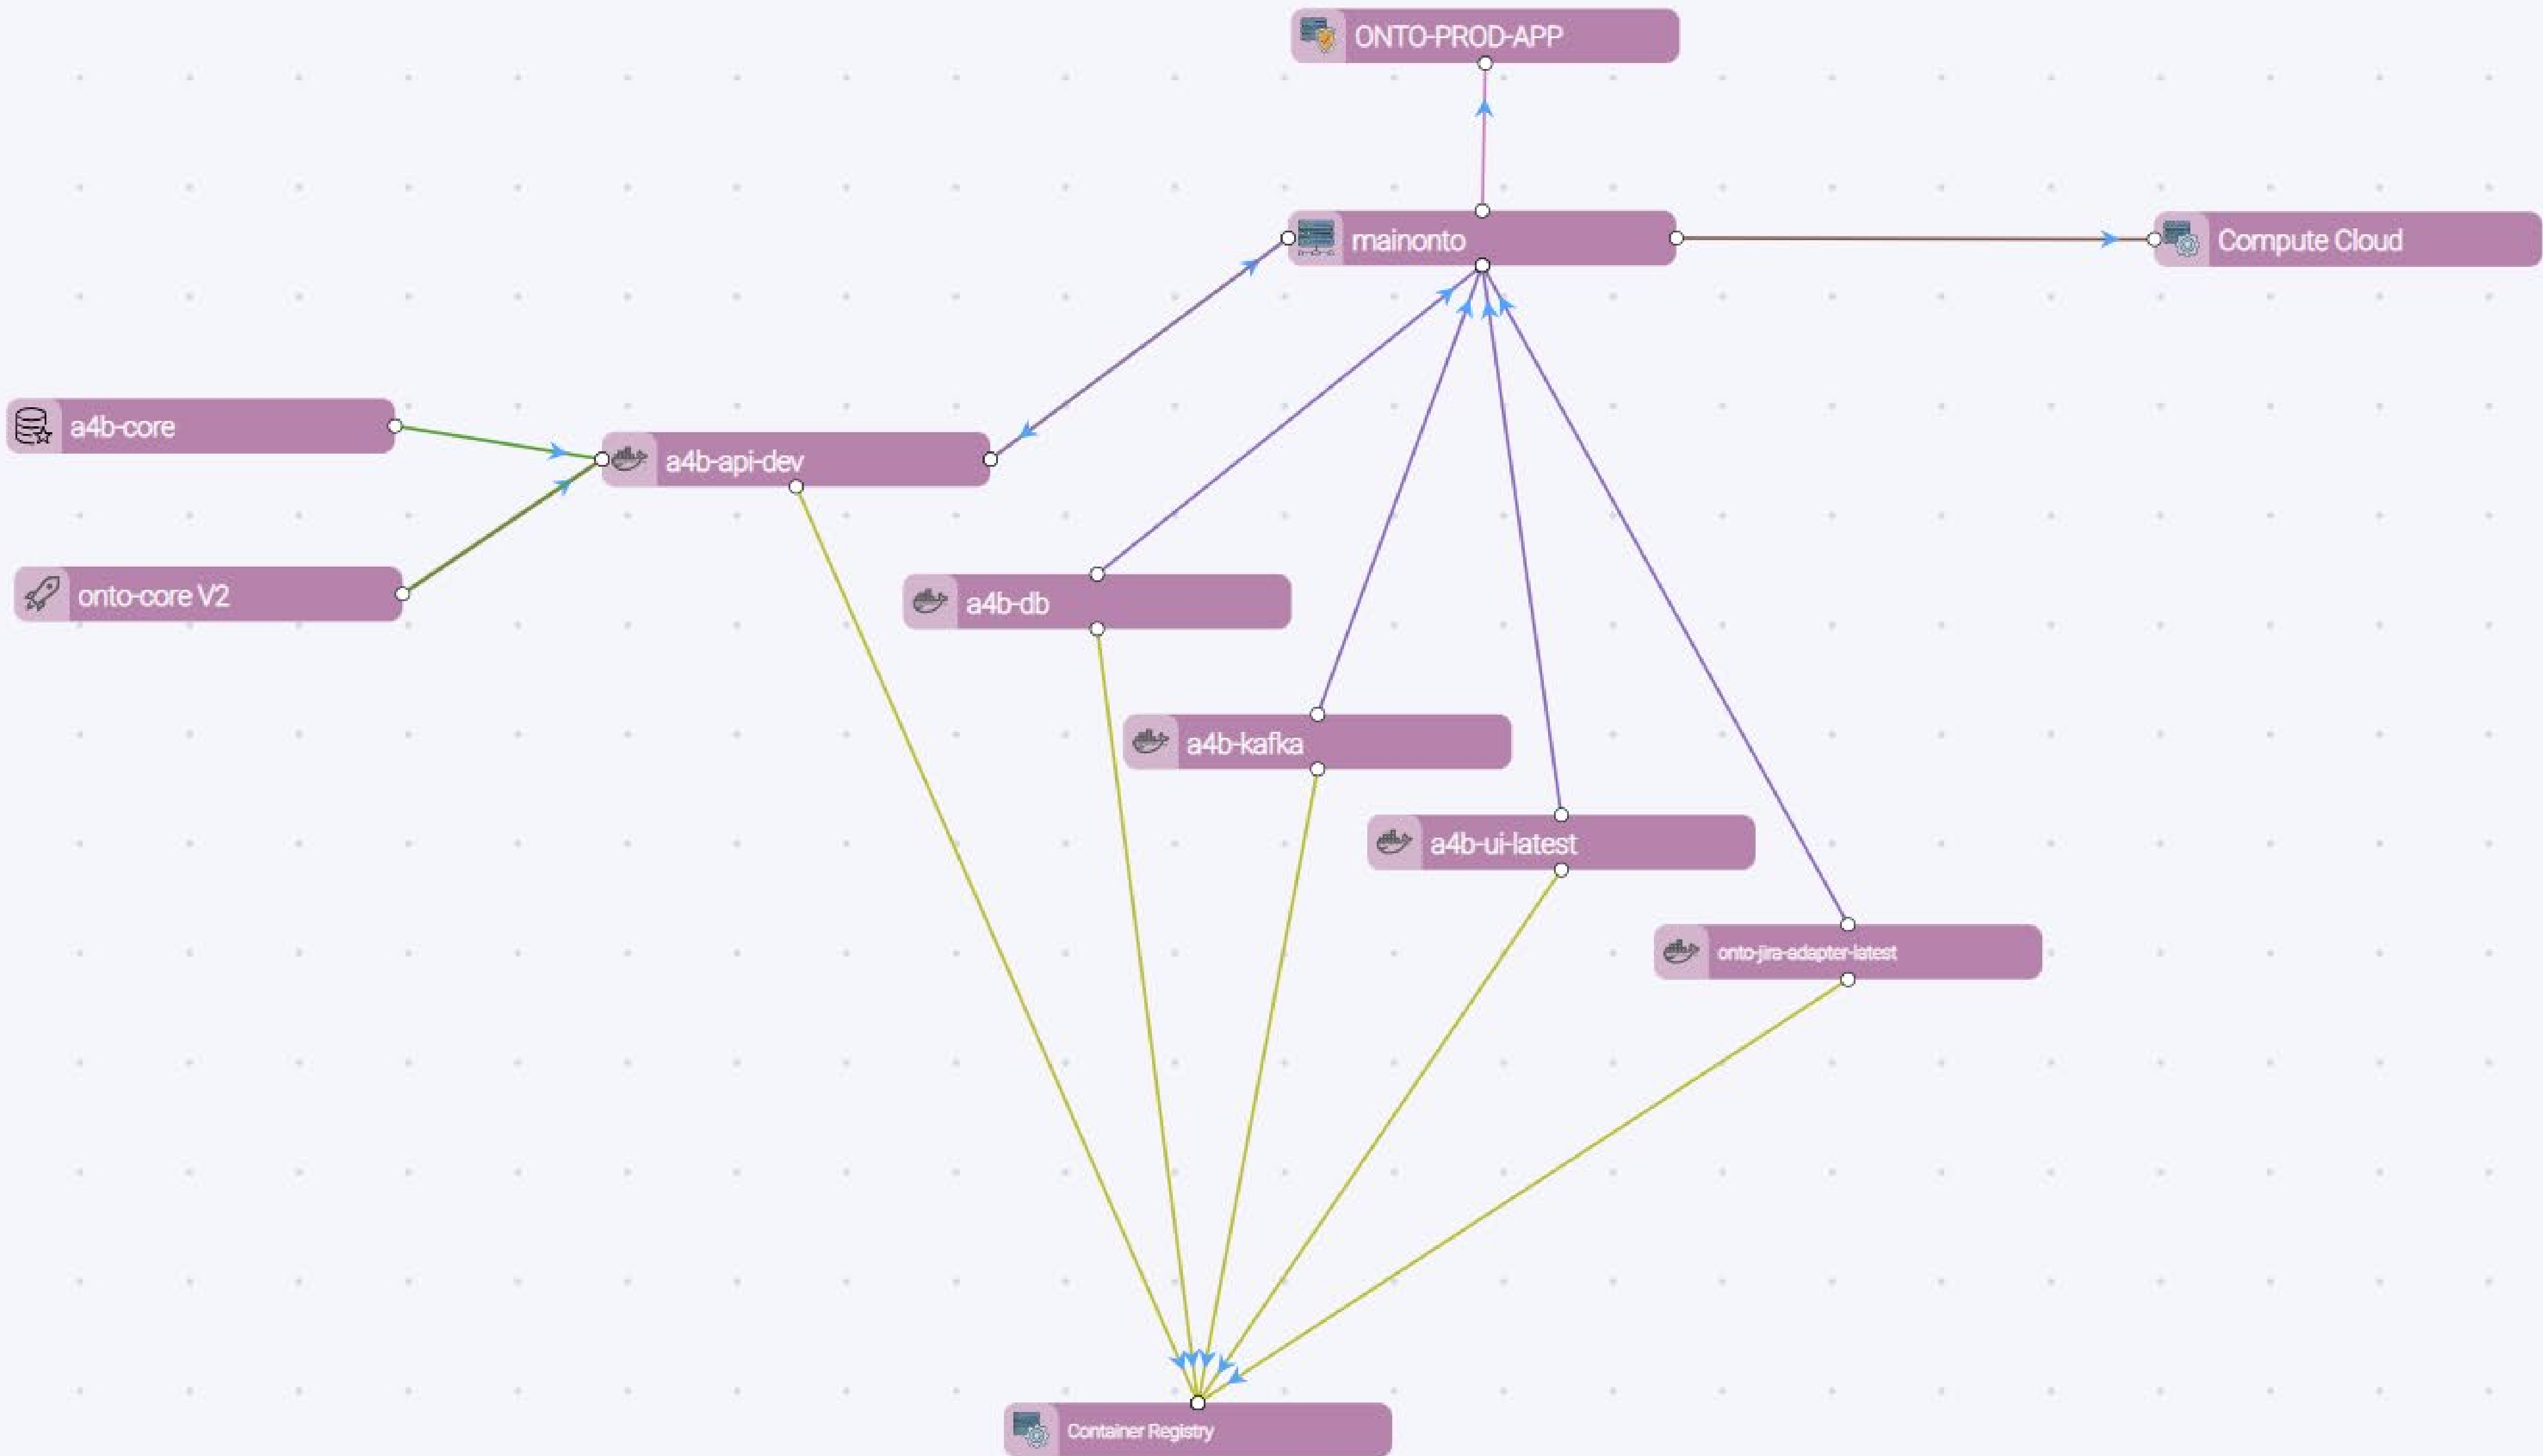 ONTO-PROD-APP
mainonto
Compute Cloud
a4b-core
a4b-api-dev
onto-core V2
a4b-db
a4b-kafka
a4b-ui-latest
onto-jira-adapter-latest
Container Registry